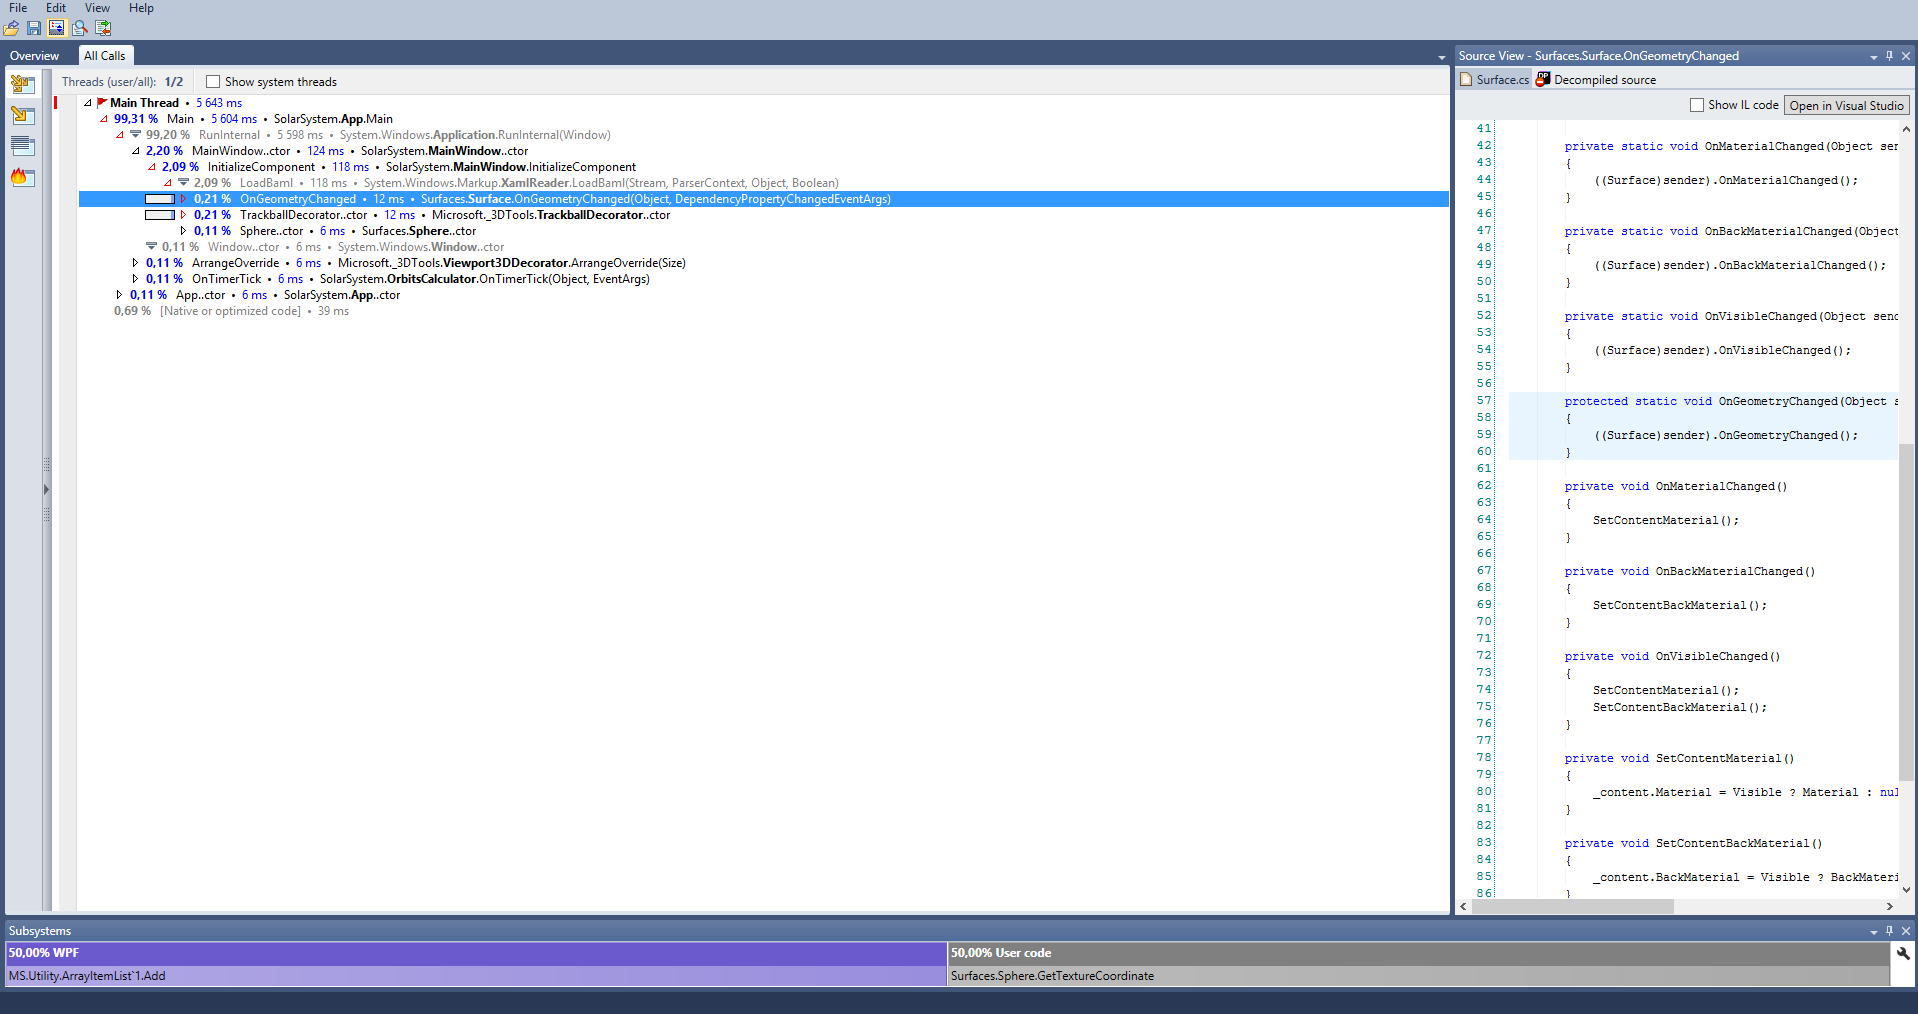 File Edit View Help
Overview All Calls
Threads (user/all): 1/2 Show system threads
Main Thread • 5 643 ms
99,31 % Main • 5 604 ms • SolarSystem.App.Main
99,20 % RunInternal • 5 598 ms • System.Windows.Application.RunInternal(Window)
2,20 % MainWindow..ctor • 124 ms • SolarSystem.MainWindow..ctor
2,09 % InitializeComponent • 118 ms • SolarSystem.MainWindow.InitializeComponent
2,09 % LoadBaml • 118 ms • System.Windows.Markup.XamlReader.LoadBaml(Stream, ParserContext, Object, Boolean)
0,21 % OnGeometryChanged • 12 ms • Surfaces.Surface.OnGeometryChanged(Object, DependencyPropertyChangedEventArgs)
0,21 % TrackballDecorator..ctor • 12 ms • Microsoft._3DTools.TrackballDecorator..ctor
0,11 % Sphere..ctor • 6 ms • Surfaces.Sphere..ctor
0,11 % Window..ctor • 6 ms • System.Windows.Window..ctor
0,11 % ArrangeOverride • 6 ms • Microsoft._3DTools.Viewport3DDecorator.ArrangeOverride(Size)
0,11 % OnTimerTick • 6 ms • SolarSystem.OrbitsCalculator.OnTimerTick(Object, EventArgs)
0,11 % App..ctor • 6 ms • SolarSystem.App..ctor
0,69 % [Native or optimized code] • 39 ms
Source View - Surfaces.Surface.OnGeometryChanged
Surface.cs DP Decompiled source
Show IL code Open in Visual Studio
41
42 private static void OnMaterialChanged(Object sen
43 {
44 ((Surface)sender).OnMaterialChanged();
45 }
46
47 private static void OnBackMaterialChanged(Object
48 {
49 ((Surface)sender).OnBackMaterialChanged();
50 }
51
52 private static void OnVisibleChanged(Object send
53 {
54 ((Surface)sender).OnVisibleChanged();
55 }
56
57 protected static void OnGeometryChanged(Object s
58 {
59 ((Surface)sender).OnGeometryChanged();
60 }
61
62 private void OnMaterialChanged()
63 {
64 SetContentMaterial();
65 }
66
67 private void OnBackMaterialChanged()
68 {
69 SetContentBackMaterial();
70 }
71
72 private void OnVisibleChanged()
73 {
74 SetContentMaterial();
75 SetContentBackMaterial();
76 }
77
78 private void SetContentMaterial()
79 {
80 _content.Material = Visible ? Material : nul
81 }
82
83 private void SetContentBackMaterial()
84 {
85 _content.BackMaterial = Visible ? BackMateri
86 }
Subsystems
50,00% WPF
MS.Utility.ArrayItemList`1.Add
50,00% User code
Surfaces.Sphere.GetTextureCoordinate